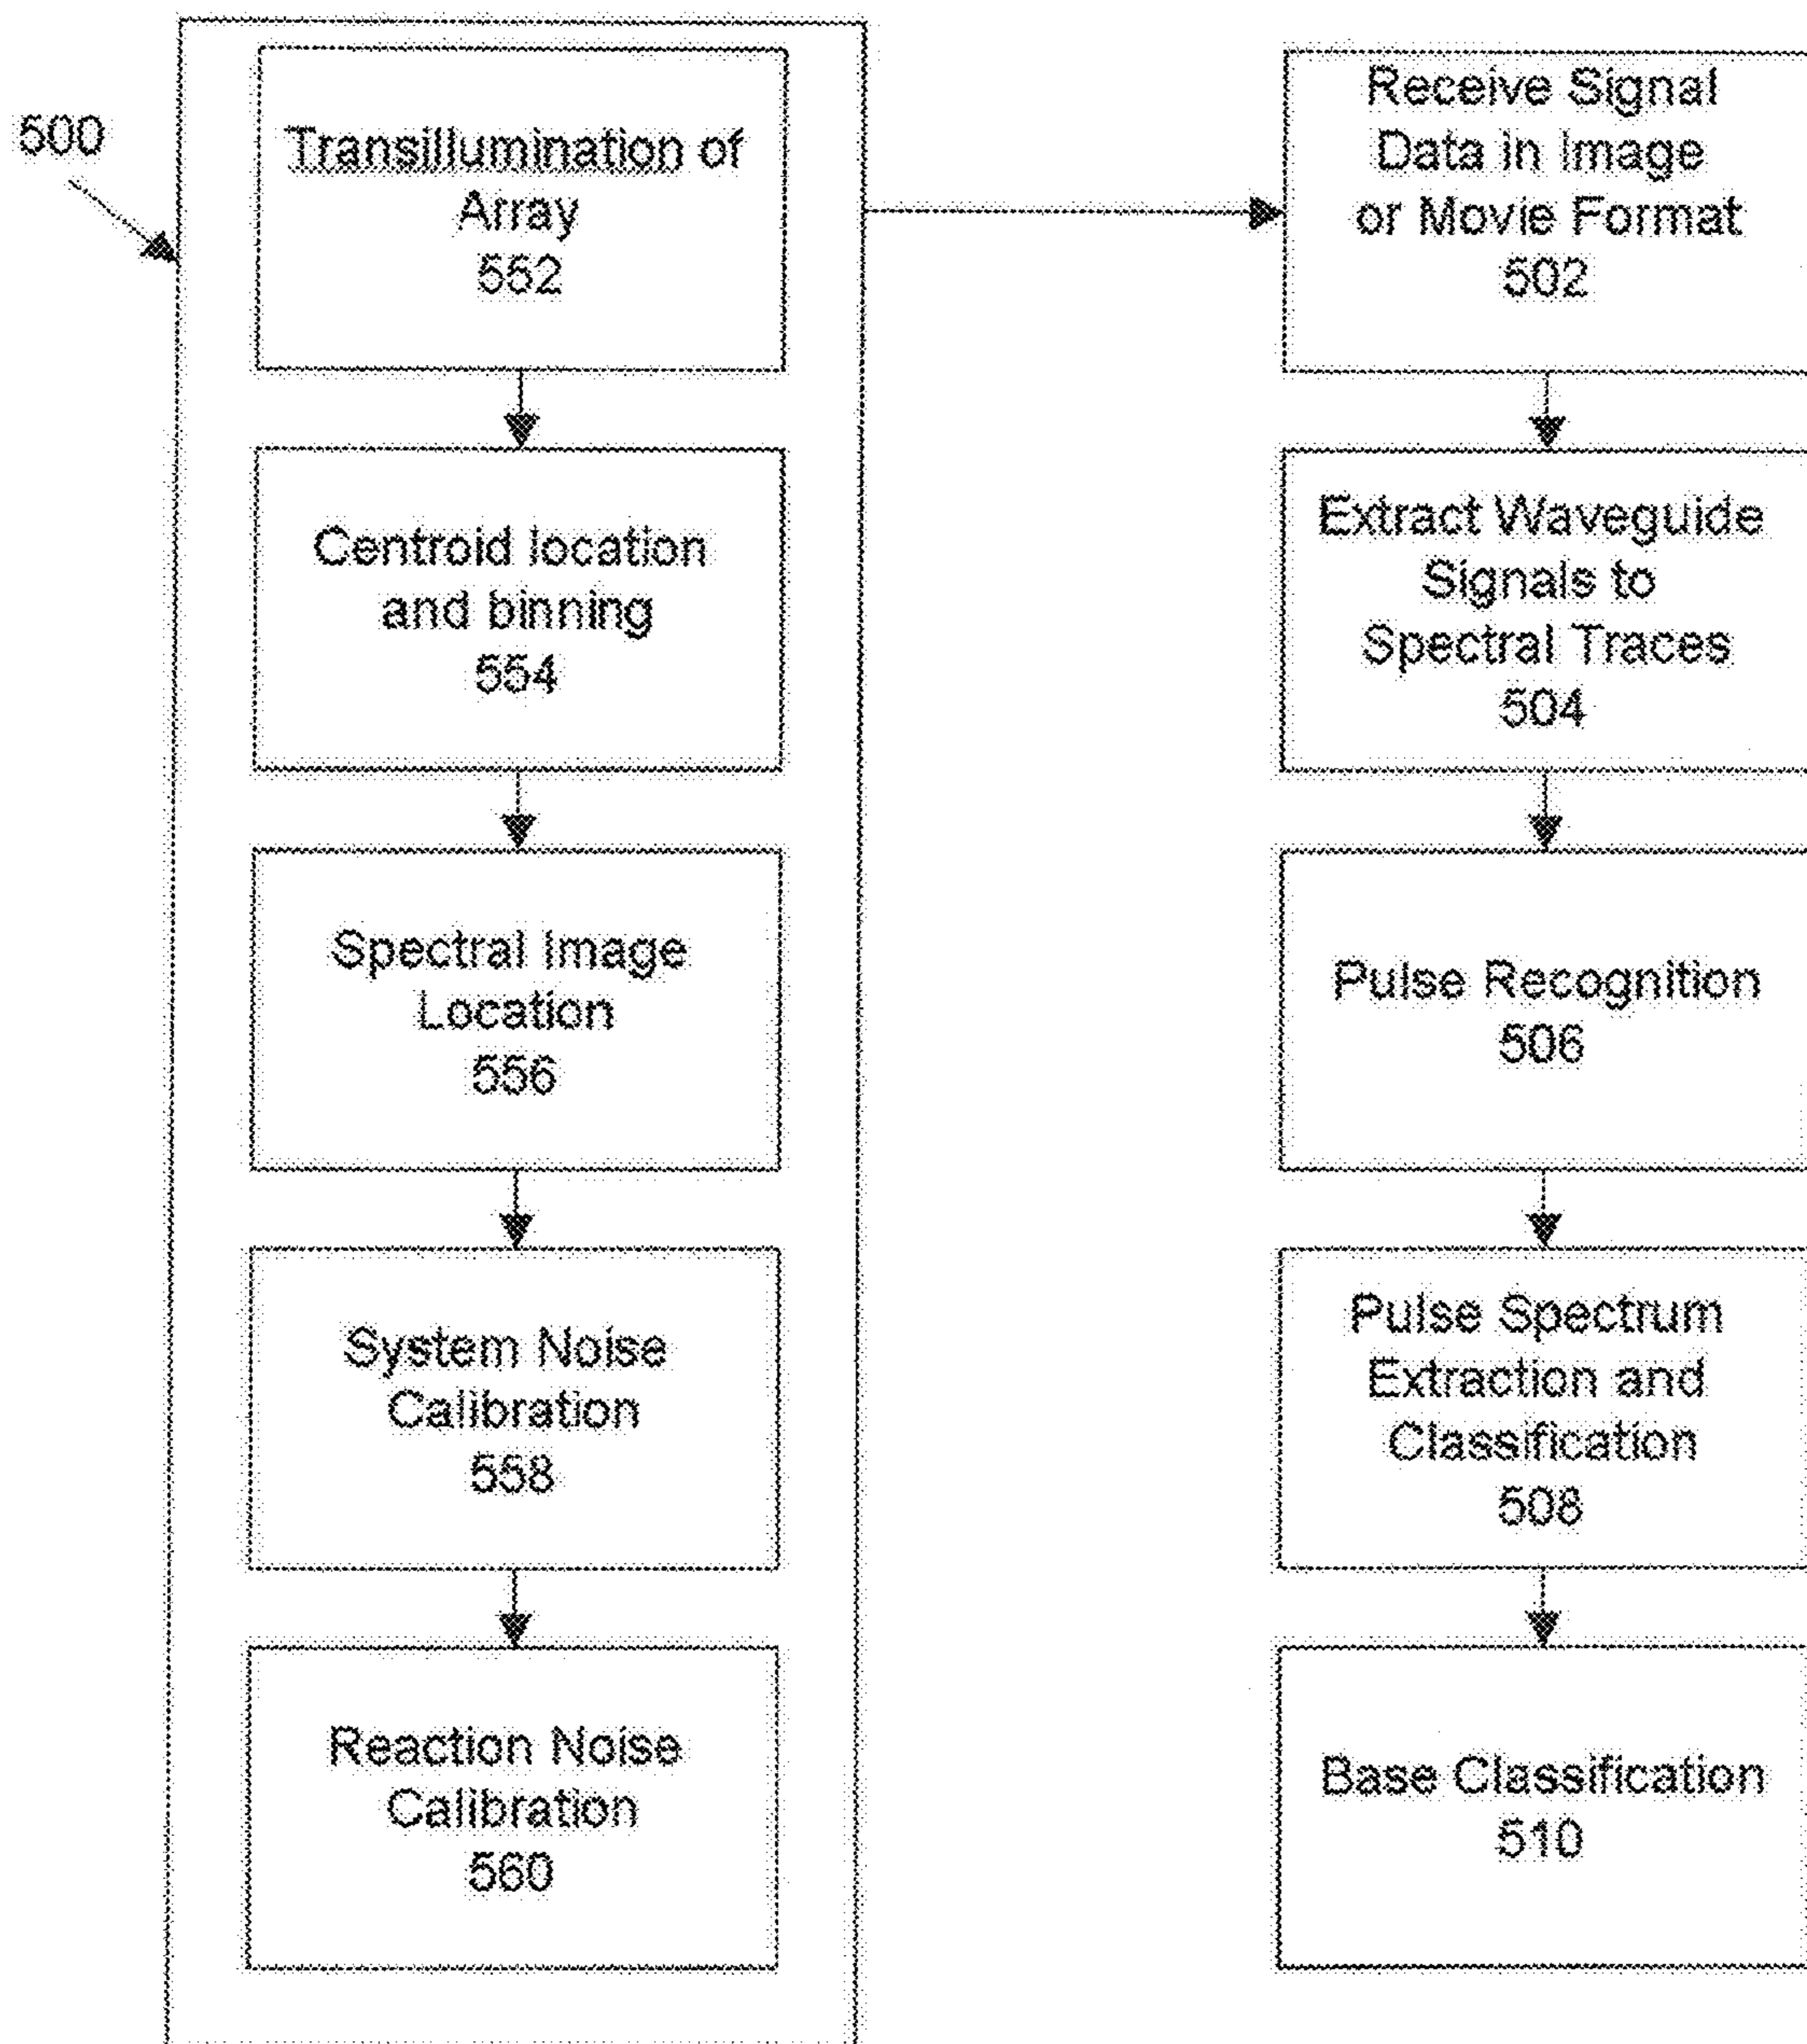 500
Transillumination of
Array
552
Centroid location
and binning
554
Spectral Image
Location
556
System Noise
Calibration
558
Reaction Noise
Calibration
560
Receive Signal
Data in Image
or Movie Format
502
Extract Waveguide
Signals to
Spectral Traces
504
Pulse Recognition
506
Pulse Spectrum
Extraction and
Classification
508
Base Classification
510